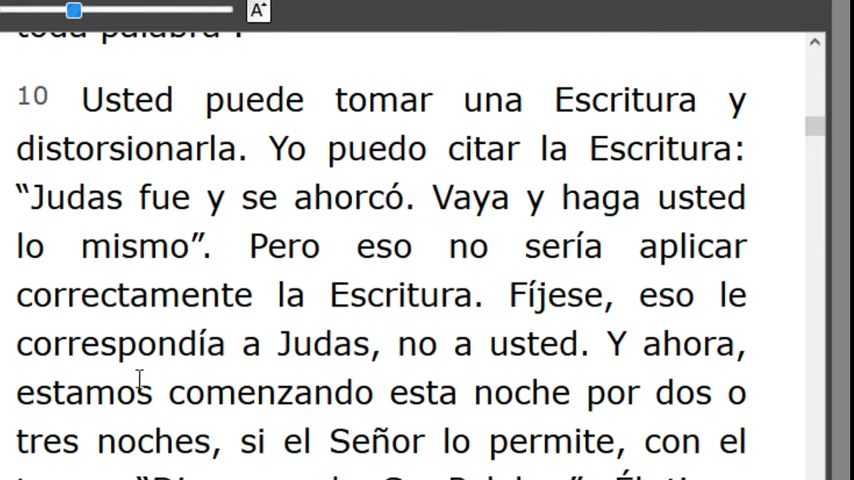 A
toda palabra".
10 Usted puede tomar una Escritura y
distorsionarla. Yo puedo citar la Escritura:
“Judas fue y se ahorcó. Vaya y haga usted
lo mismo”. Pero eso no sería aplicar
correctamente la Escritura. Fíjese, eso le
correspondía a Judas, no a usted. Y ahora,
estamos comenzando esta noche por dos o
tres noches, si el Señor lo permite, con el